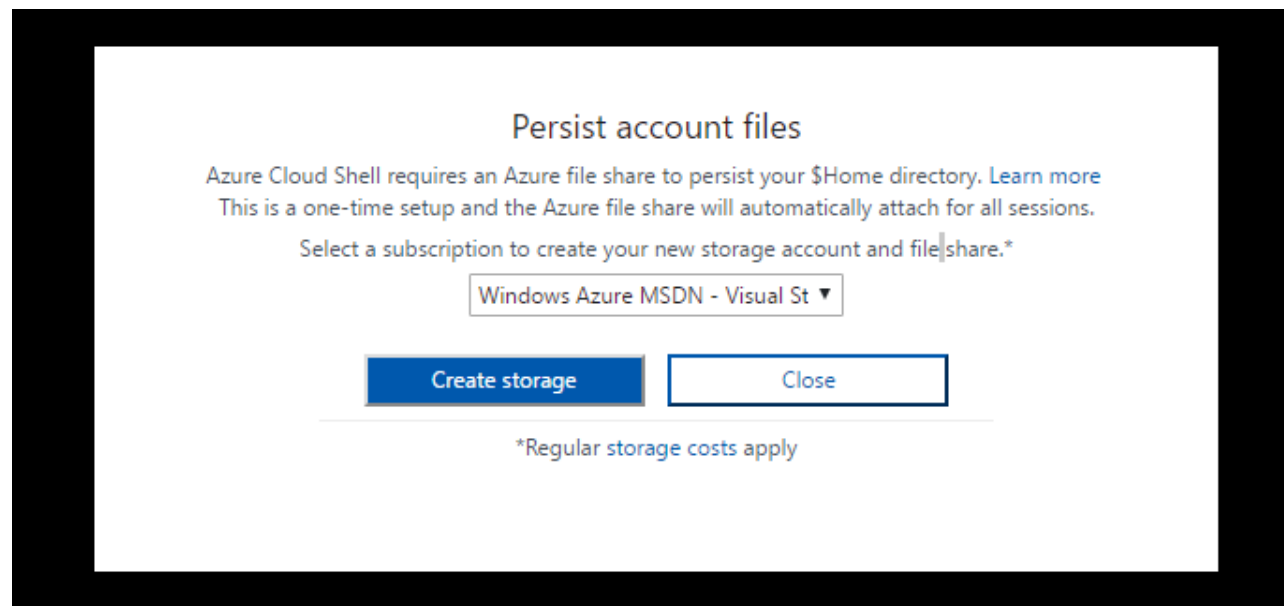 Persist account files
Azure Cloud Shell requires an Azure file share to persist your $Home directory. Learn more
This is a one-time setup and the Azure file share will automatically attach for all sessions.
Select a subscription to create your new storage account and file share.*
Windows Azure MSDN - Visual St ▼
Create storage
Close
*Regular storage costs apply